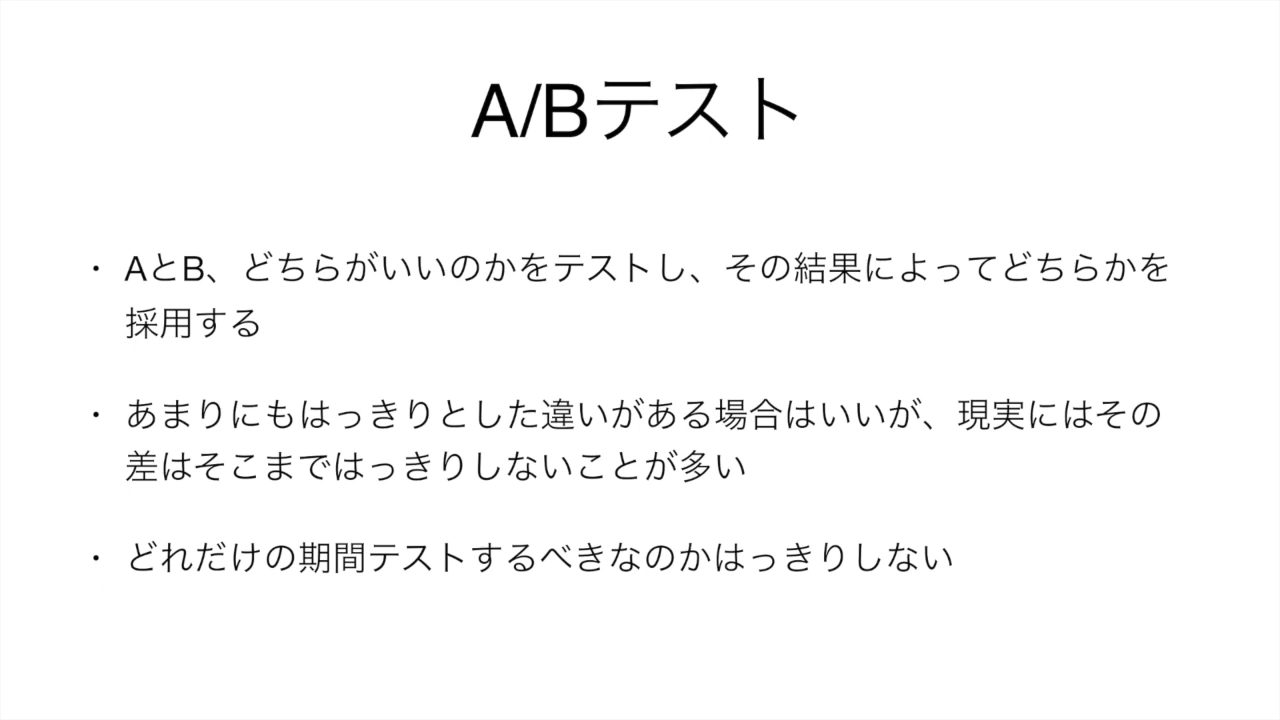 A/Bテスト
・AとB、どちらがいいのかをテストし、その結果によってどちらかを
採用する
・あまりにもはっきりとした違いがある場合はいいが、現実にはその
差はそこまではっきりしないことが多い
・どれだけの期間テストするべきなのかはっきりしない